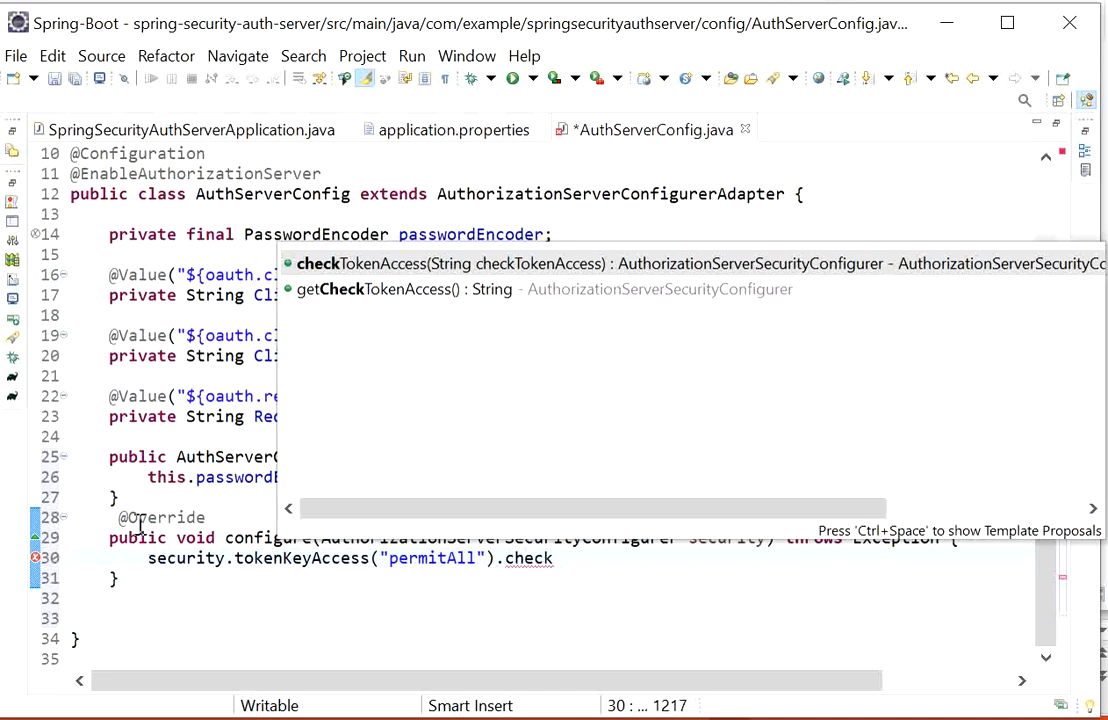 Spring-Boot - spring-security-auth-server/src/main/java/com/example/springsecurityauthserver/config/AuthServerConfig.jav...
File Edit Source Refactor Navigate Search Project Run Window Help
SpringSecurityAuthServerApplication.java application.properties *AuthServerConfig.java
10 @Configuration
11 @EnableAuthorizationServer
12 public class AuthServerConfig extends AuthorizationServerConfigurerAdapter {
13
14 private final PasswordEncoder passwordEncoder;
15
checkTokenAccess(String checkTokenAccess) : AuthorizationServerSecurityConfigurer - AuthorizationServerSecurityCo
16 @Value("${oauth.cl
getCheckTokenAccess() : String - AuthorizationServerSecurityConfigurer
17 private String Cli
18
19 @Value("${oauth.cl
20 private String Cli
21
22 @Value("${oauth.re
23 private String Red
24
25 public AuthServerC
26 this.passwordE
27 }
28 @Override
Press 'Ctrl+Space' to show Template Proposals
29 public void configure(AuthorizationServerSecurityConfigurer security) throws Exception {
30 security.tokenKeyAccess("permitAll").check
31 }
32
33
34 }
35
Writable Smart Insert 30 : ... 1217